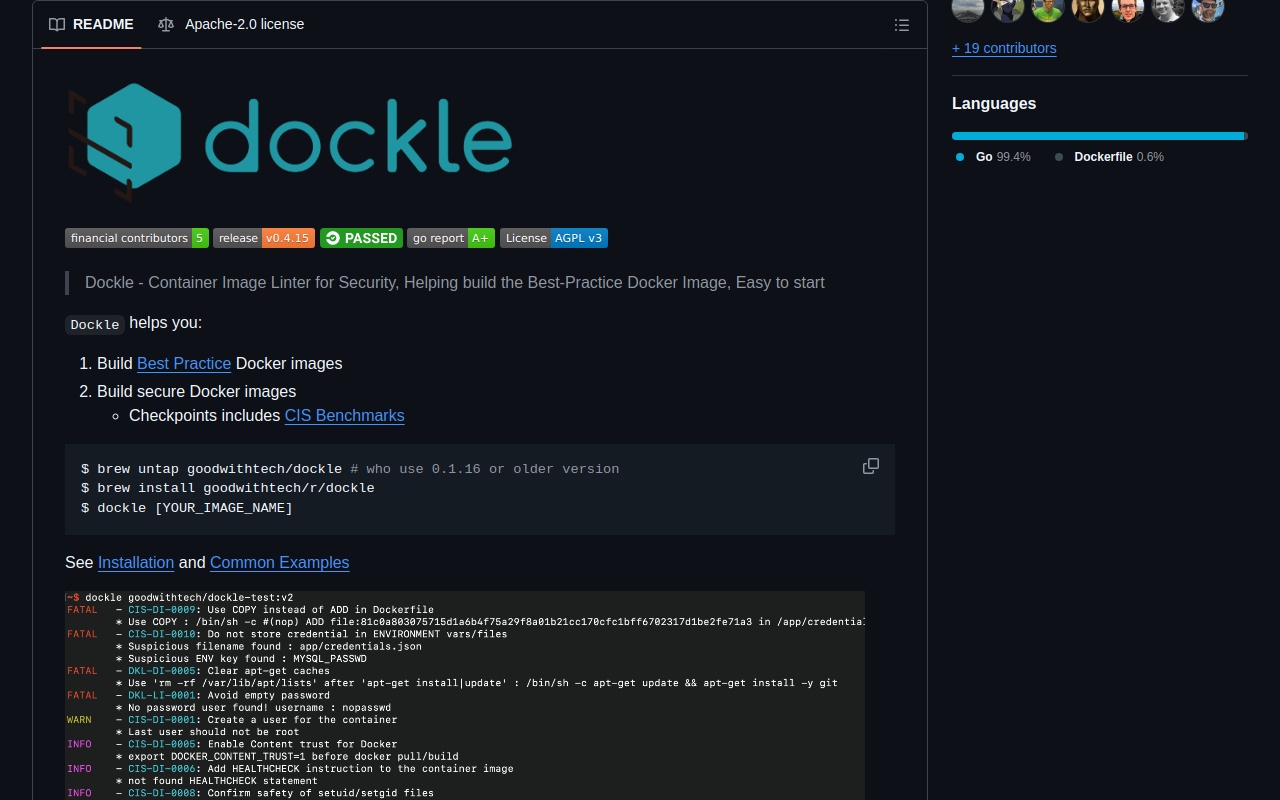 README
Apache-2.0 license
dockle
financial contributors 5
release v0.4.15
PASSED
go report A+
License AGPL v3
Dockle - Container Image Linter for Security, Helping build the Best-Practice Docker Image, Easy to start
Dockle helps you:
1. Build Best Practice Docker images
2. Build secure Docker images
Checkpoints includes CIS Benchmarks
$ brew untap goodwithtech/dockle # who use 0.1.16 or older version
$ brew install goodwithtech/r/dockle
$ dockle [YOUR_IMAGE_NAME]
See Installation and Common Examples
~$ dockle goodwithtech/dockle-test:v2
FATAL - CIS-DI-0009: Use COPY instead of ADD in Dockerfile
* Use COPY : /bin/sh -c #(nop) ADD file:81c0a803075715d1a6b4f75a29f8a01b21cc170cfc1bff6702317d1be2fe71a3 in /app/credential
FATAL - CIS-DI-0010: Do not store credential in ENVIRONMENT vars/files
* Suspicious filename found : app/credentials.json
* Suspicious ENV key found : MYSQL_PASSWD
FATAL - DKL-DI-0005: Clear apt-get caches
* Use 'rm -rf /var/lib/apt/lists' after 'apt-get install|update' : /bin/sh -c apt-get update && apt-get install -y git
FATAL - DKL-LI-0001: Avoid empty password
* No password user found! username : nopasswd
WARN - CIS-DI-0001: Create a user for the container
* Last user should not be root
INFO - CIS-DI-0005: Enable Content trust for Docker
* export DOCKER_CONTENT_TRUST=1 before docker pull/build
INFO - CIS-DI-0006: Add HEALTHCHECK instruction to the container image
* not found HEALTHCHECK statement
INFO - CIS-DI-0008: Confirm safety of setuid/setgid files
+ 19 contributors
Languages
Go 99.4%
Dockerfile 0.6%